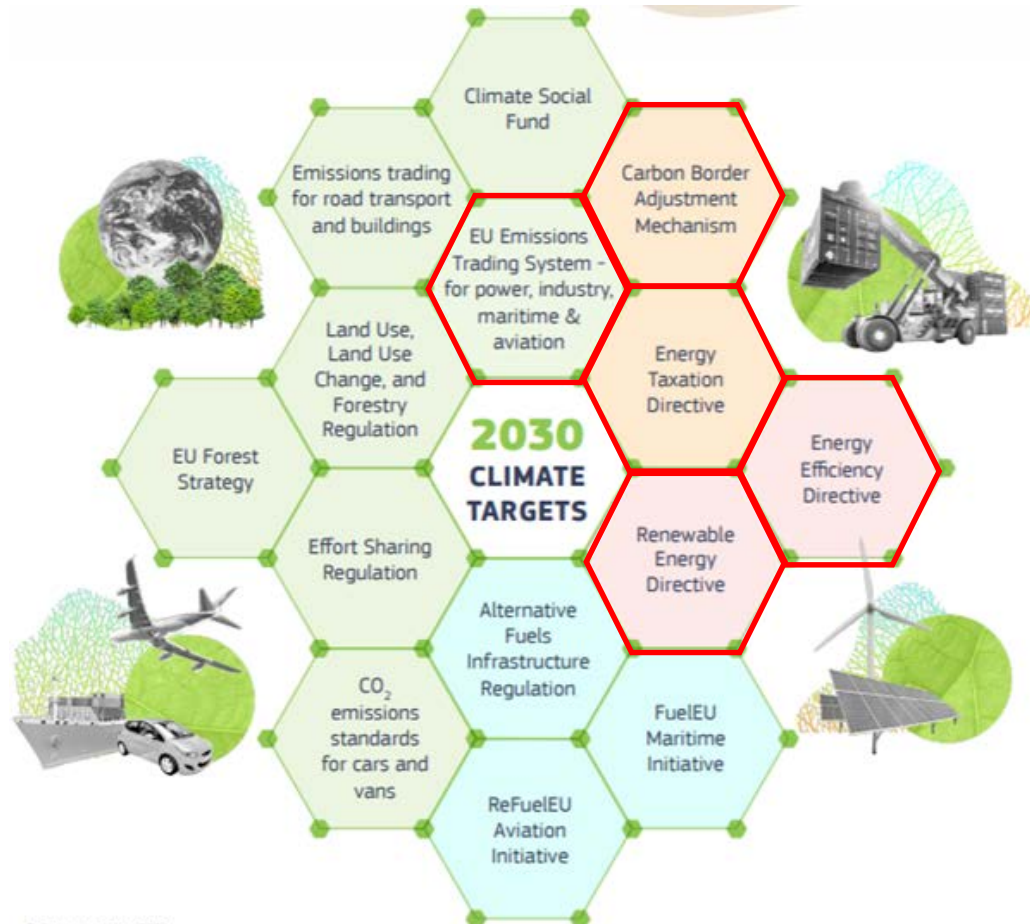 Climate Social
Fund
Emissions trading
for road transport
and buildings
Carbon Border
Adjustment
Mechanism
EU Emissions
Trading System -
for power, industry,
maritime &
aviation
Land Use,
Land Use
Change, and
Forestry
Regulation
Energy
Taxation
Directive
EU Forest
Strategy
2030
CLIMATE
TARGETS
Energy
Efficiency
Directive
Effort Sharing
Regulation
Renewable
Energy
Directive
Alternative
Fuels
Infrastructure
Regulation
CO₂
emissions
standards
for cars and
vans
FuelEU
Maritime
Initiative
ReFuelEU
Aviation
Initiative